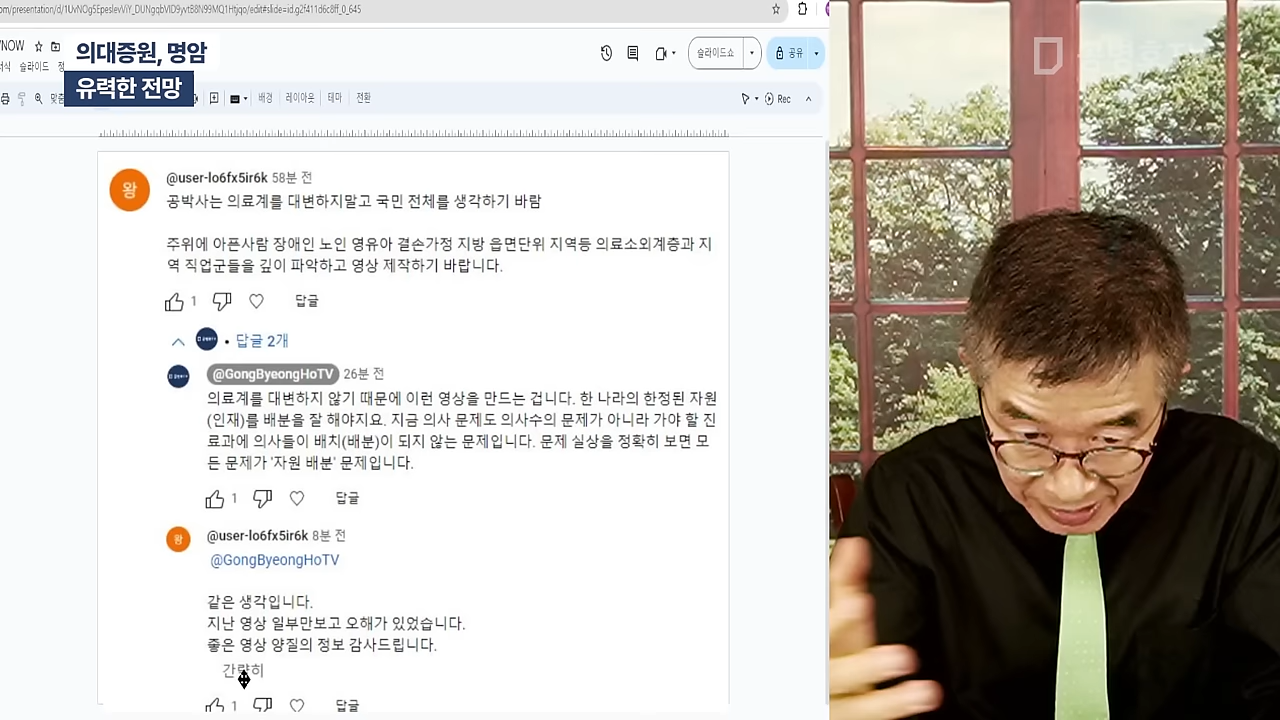 om/presentation/d/1UvNOg5EpeslevViY_DUNgqbVlD9yvtB8N99MQ1Htjqo/edit#slide=id.g2f411d6c8ff_0_645
/NOW
의대증원, 명암
서식 슬라이드
유력한 전망
슬라이드쇼
공유
배경 레이아웃 테마 전환
Rec
왕
@user-lo6fx5ir6k 58분 전
공박사는 의료계를 대변하지말고 국민 전체를 생각하기 바람
주위에 아픈사람 장애인 노인 영유아 결손가정 지방 읍면단위 지역등 의료소외계층과 지
역 직업군들을 깊이 파악하고 영상 제작하기 바랍니다.
1 답글
• 답글 2개
@GongByeongHoTV 26분 전
의료계를 대변하지 않기 때문에 이런 영상을 만드는 겁니다. 한 나라의 한정된 자원
(인재)를 배분을 잘 해야지요. 지금 의사 문제도 의사수의 문제가 아니라 가야 할 진
료과에 의사들이 배치(배분)이 되지 않는 문제입니다. 문제 실상을 정확히 보면 모
든 문제가 '자원 배분' 문제입니다.
1 답글
왕
@user-lo6fx5ir6k 8분 전
@GongByeongHoTV
같은 생각입니다.
지난 영상 일부만보고 오해가 있었습니다.
좋은 영상 양질의 정보 감사드립니다.
간략히
1 답글